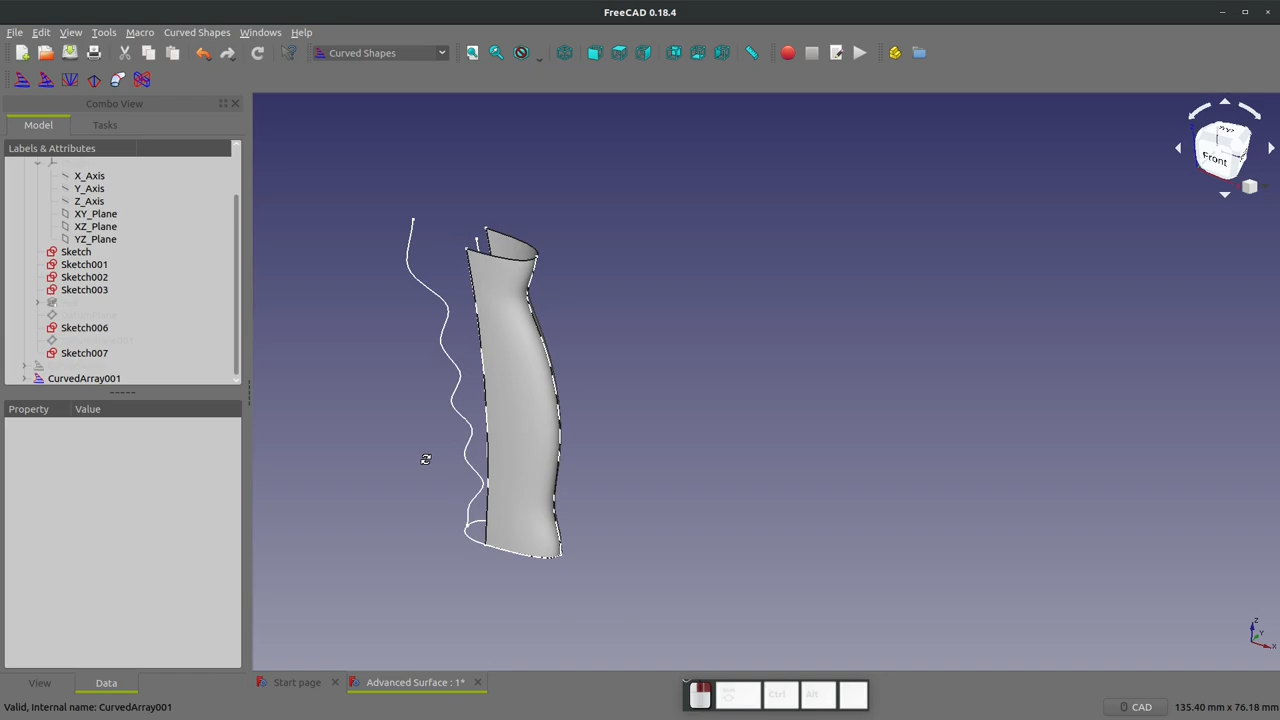 FreeCAD 0.18.4
File Edit View Tools Macro Curved Shapes Windows Help
Curved Shapes
Combo View
Model Tasks
Labels & Attributes
X_Axis
Y_Axis
Z_Axis
XY_Plane
XZ_Plane
YZ_Plane
Sketch
Sketch001
Sketch002
Sketch003
Sketch006
Sketch007
CurvedArray001
Property Value
Front
Z
Y
X
View Data
Start page
Advanced Surface : 1*
Ctrl Alt
Valid, Internal name: CurvedArray001
CAD
135.40 mm x 76.18 mm